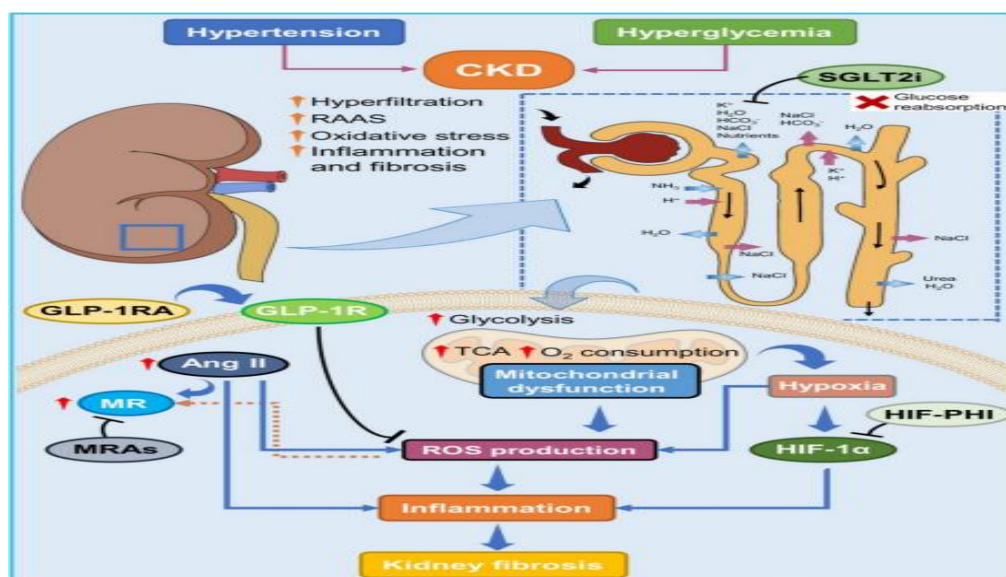 Hypertension
Hyperglycemia
CKD
SGLT2i
Glucose
reabsorption
Hyperfiltration
RAAS
Oxidative stress
Inflammation
and fibrosis
K⁺
H₂O
HCO₃⁻
NaCl
Nutrients
NaCl
HCO₃⁻
H₂O
K⁺
H⁺
NH₃
H⁺
H₂O
NaCl
NaCl
NaCl
Urea
H₂O
GLP-1RA
GLP-1R
Glycolysis
TCA
O₂ consumption
Mitochondrial
dysfunction
Ang II
MR
MRAs
Hypoxia
HIF-PHI
HIF-1α
ROS production
Inflammation
Kidney fibrosis